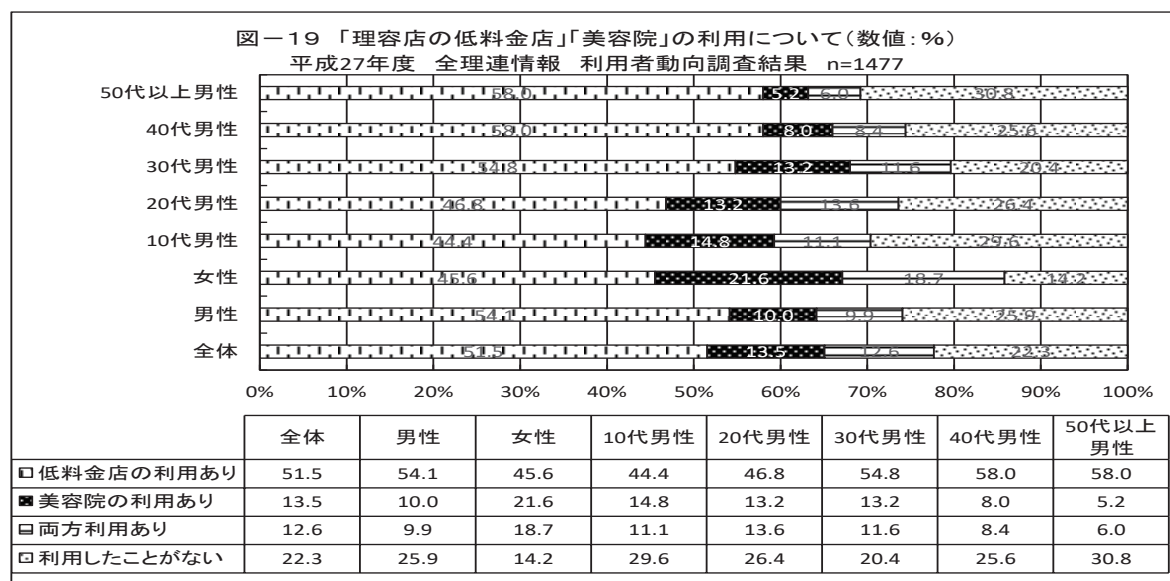 図－19 「理容店の低料金店」「美容院」の利用について（数値：％）
平成27年度 全理連情報 利用者動向調査結果 n=1477
50代以上男性 58.0 5.2 6.0 30.8
40代男性 58.0 8.0 8.4 25.6
30代男性 54.8 13.2 11.6 20.4
20代男性 46.8 13.2 13.6 26.4
10代男性 44.4 14.8 11.1 29.6
女性 45.6 21.6 18.7 14.2
男性 54.1 10.0 9.9 25.9
全体 51.5 13.5 12.6 22.3
0% 10% 20% 30% 40% 50% 60% 70% 80% 90% 100%
全体 男性 女性 10代男性 20代男性 30代男性 40代男性 50代以上男性
低料金店の利用あり 51.5 54.1 45.6 44.4 46.8 54.8 58.0 58.0
美容院の利用あり 13.5 10.0 21.6 14.8 13.2 13.2 8.0 5.2
両方利用あり 12.6 9.9 18.7 11.1 13.6 11.6 8.4 6.0
利用したことがない 22.3 25.9 14.2 29.6 26.4 20.4 25.6 30.8